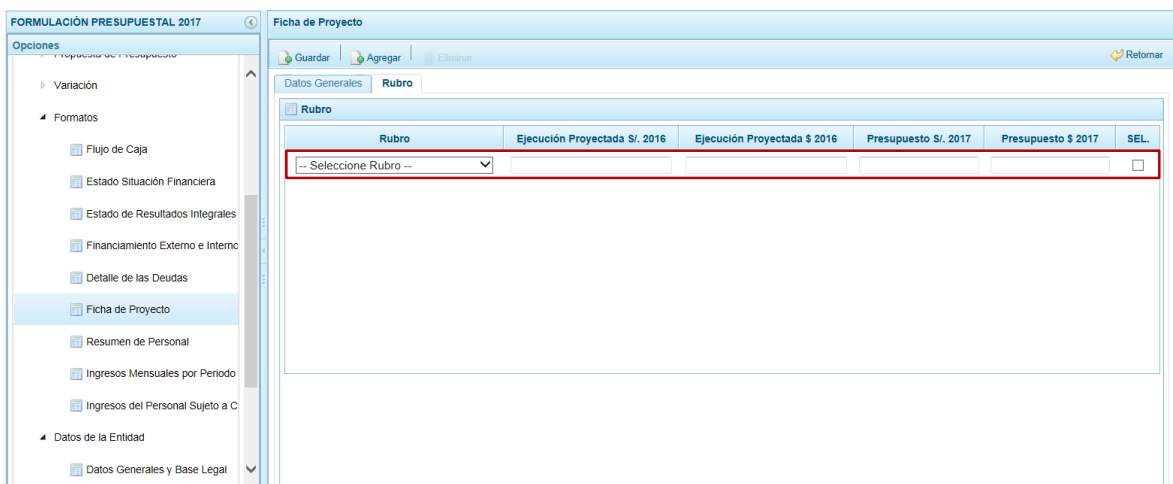 FORMULACIÓN PRESUPUESTAL 2017
Opciones
Propuesta de Presupuesto
Variación
Formatos
Flujo de Caja
Estado Situación Financiera
Estado de Resultados Integrales
Financiamiento Externo e Interno
Detalle de las Deudas
Ficha de Proyecto
Resumen de Personal
Ingresos Mensuales por Periodo
Ingresos del Personal Sujeto a C
Datos de la Entidad
Datos Generales y Base Legal
Ficha de Proyecto
Guardar Agregar Eliminar Retornar
Datos Generales Rubro
Rubro
Rubro Ejecución Proyectada S/. 2016 Ejecución Proyectada $ 2016 Presupuesto S/. 2017 Presupuesto $ 2017 SEL.
-- Seleccione Rubro --